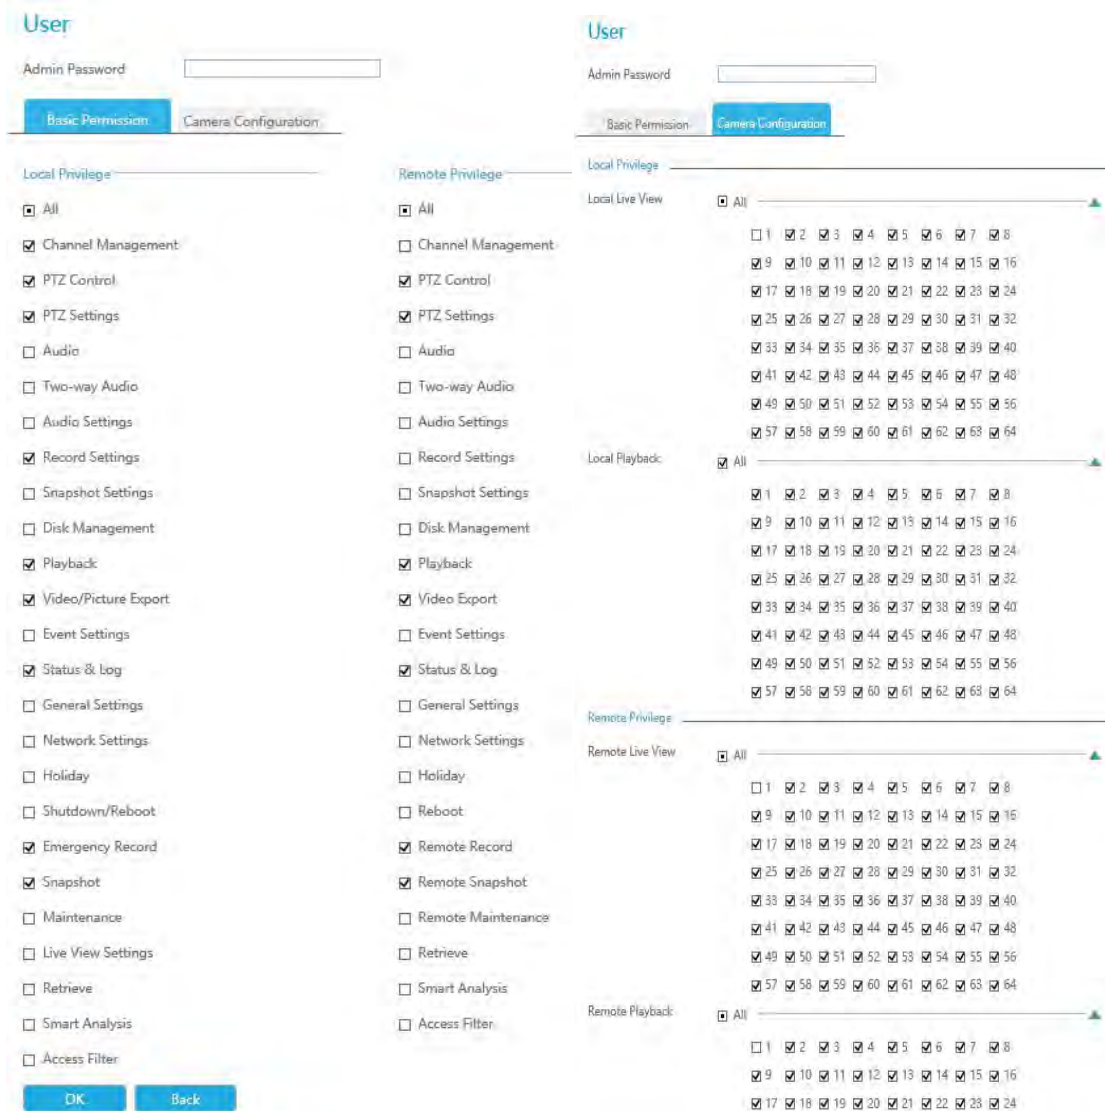 User
Admin Password
Basic Permission Camera Configuration
Local Privilege
All
Channel Management
PTZ Control
PTZ Settings
Audio
Two-way Audio
Audio Settings
Record Settings
Snapshot Settings
Disk Management
Playback
Video/Picture Export
Event Settings
Status & Log
General Settings
Network Settings
Holiday
Shutdown/Reboot
Emergency Record
Snapshot
Maintenance
Live View Settings
Retrieve
Smart Analysis
Access Filter
OK Back
Remote Privilege
All
Channel Management
PTZ Control
PTZ Settings
Audio
Two-way Audio
Audio Settings
Record Settings
Snapshot Settings
Disk Management
Playback
Video Export
Event Settings
Status & Log
General Settings
Network Settings
Holiday
Reboot
Remote Record
Remote Snapshot
Remote Maintenance
Retrieve
Smart Analysis
Access Filter
User
Admin Password
Basic Permission Camera Configuration
Local Privilege
Local Live View All
1 2 3 4 5 6 7 8
9 10 11 12 13 14 15 16
17 18 19 20 21 22 23 24
25 26 27 28 29 30 31 32
33 34 35 36 37 38 39 40
41 42 43 44 45 46 47 48
49 50 51 52 53 54 55 56
57 58 59 60 61 62 63 64
Local Playback All
1 2 3 4 5 6 7 8
9 10 11 12 13 14 15 16
17 18 19 20 21 22 23 24
25 26 27 28 29 30 31 32
33 34 35 36 37 38 39 40
41 42 43 44 45 46 47 48
49 50 51 52 53 54 55 56
57 58 59 60 61 62 63 64
Remote Privilege
Remote Live View All
1 2 3 4 5 6 7 8
9 10 11 12 13 14 15 16
17 18 19 20 21 22 23 24
25 26 27 28 29 30 31 32
33 34 35 36 37 38 39 40
41 42 43 44 45 46 47 48
49 50 51 52 53 54 55 56
57 58 59 60 61 62 63 64
Remote Playback All
1 2 3 4 5 6 7 8
9 10 11 12 13 14 15 16
17 18 19 20 21 22 23 24